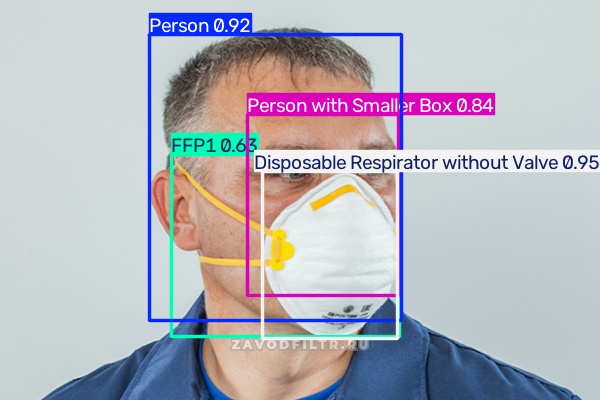 Person 0.92
Person with Smaller Box 0.84
FFP1 0.63
Disposable Respirator without Valve 0.95
ZAVODFILTR.RU